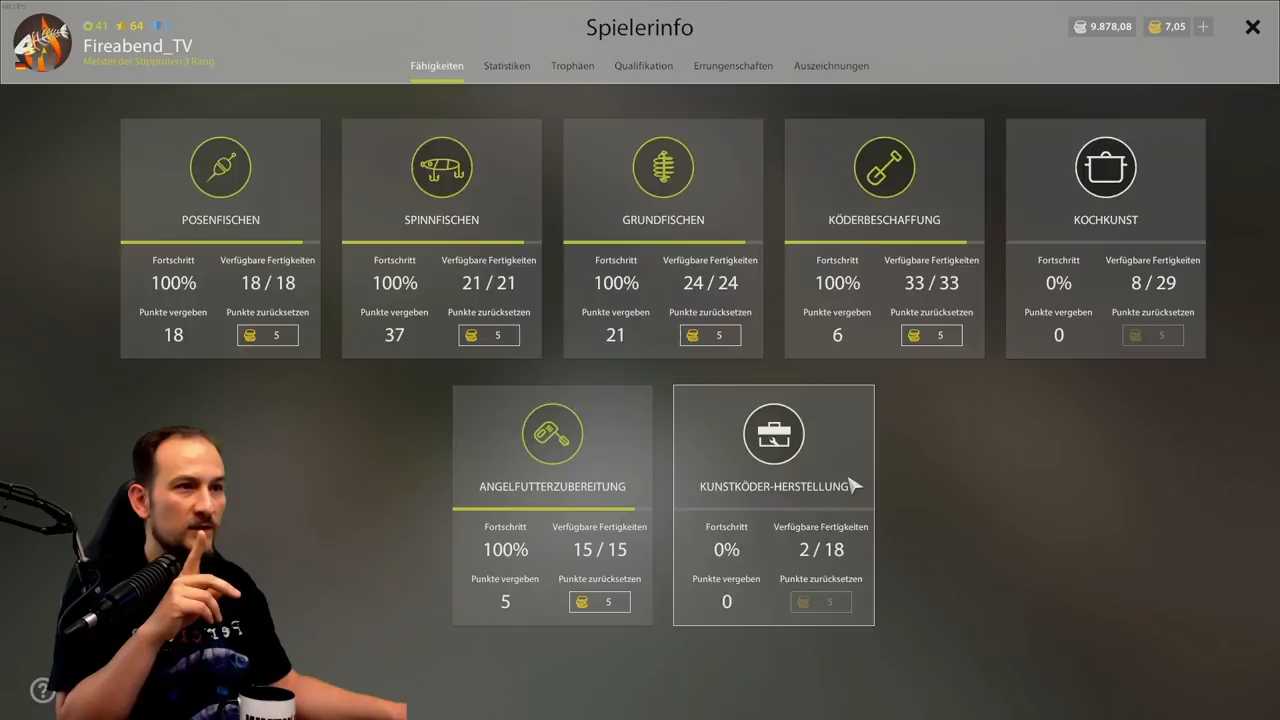 41 64
Fireabend_TV
Meister der Stippruten 3 Rang
Spielerinfo
9.878,08 7,05
Fähigkeiten Statistiken Trophäen Qualifikation Errungenschaften Auszeichnungen
POSENFISCHEN
Fortschritt Verfügbare Fertigkeiten
100% 18 / 18
Punkte vergeben Punkte zurücksetzen
18 5
SPINNFISCHEN
Fortschritt Verfügbare Fertigkeiten
100% 21 / 21
Punkte vergeben Punkte zurücksetzen
37 5
GRUNDFISCHEN
Fortschritt Verfügbare Fertigkeiten
100% 24 / 24
Punkte vergeben Punkte zurücksetzen
21 5
KÖDERBESCHAFFUNG
Fortschritt Verfügbare Fertigkeiten
100% 33 / 33
Punkte vergeben Punkte zurücksetzen
6 5
KOCHKUNST
Fortschritt Verfügbare Fertigkeiten
0% 8 / 29
Punkte vergeben Punkte zurücksetzen
0 5
ANGELFUTTERZUBEREITUNG
Fortschritt Verfügbare Fertigkeiten
100% 15 / 15
Punkte vergeben Punkte zurücksetzen
5 5
KUNSTKÖDER-HERSTELLUNG
Fortschritt Verfügbare Fertigkeiten
0% 2 / 18
Punkte vergeben Punkte zurücksetzen
0 5
?